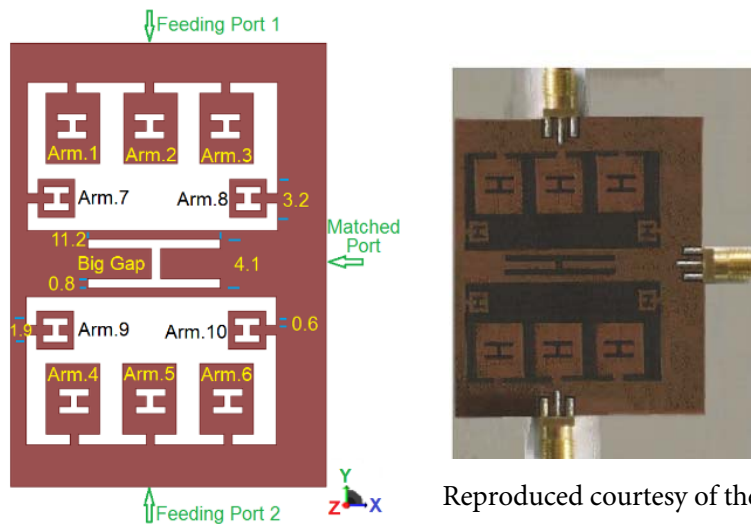 Feeding Port 1
Arm.1
Arm.2
Arm.3
Arm.7
Arm.8
3.2
11.2
Big Gap
4.1
0.8
Matched
Port
1.9
Arm.9
Arm.10
0.6
Arm.4
Arm.5
Arm.6
Feeding Port 2
Y
Z
X
Reproduced courtesy of the